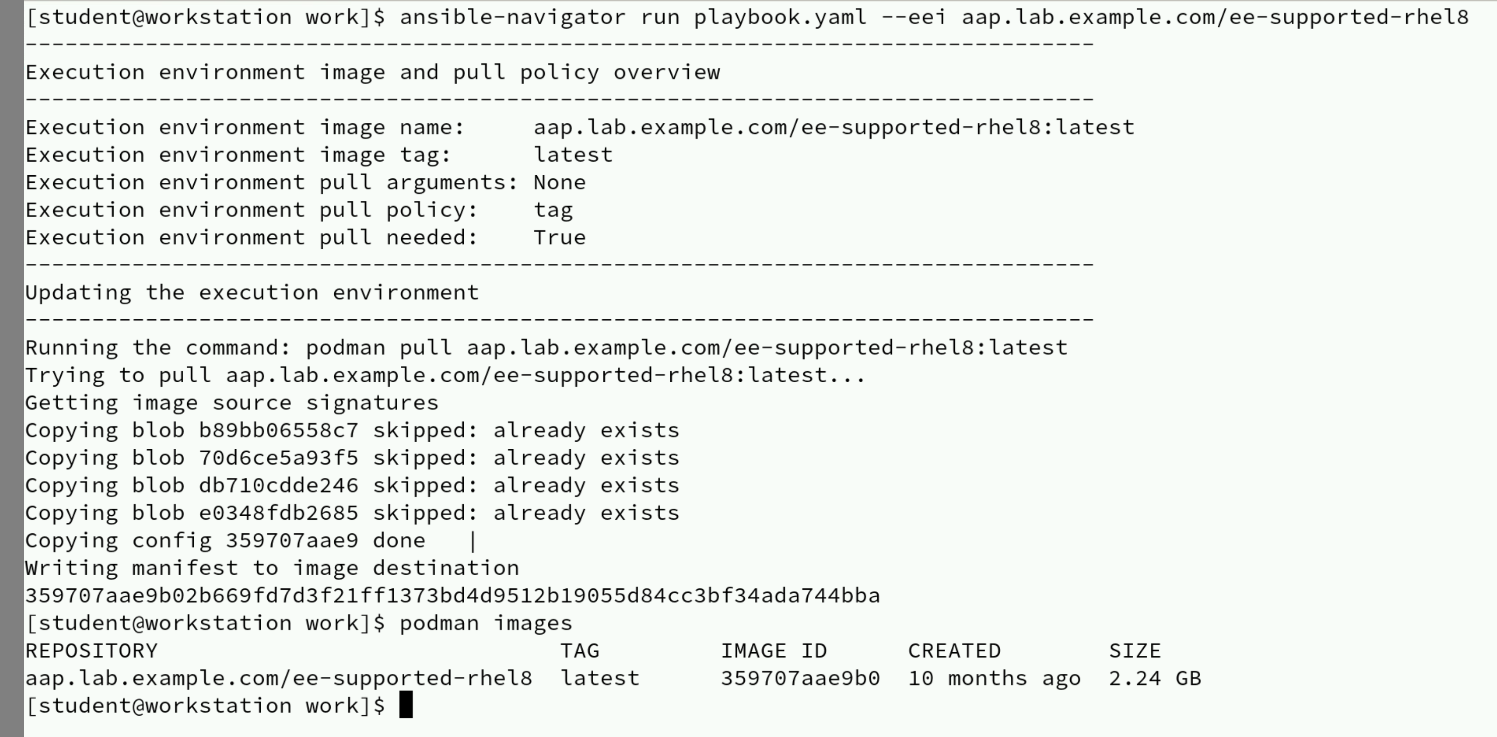 [student@workstation work]$ ansible-navigator run playbook.yaml --eei aap.lab.example.com/ee-supported-rhel8
--------------------------------------------------------------------------------
Execution environment image and pull policy overview
--------------------------------------------------------------------------------
Execution environment image name:     aap.lab.example.com/ee-supported-rhel8:latest
Execution environment image tag:      latest
Execution environment pull arguments: None
Execution environment pull policy:    tag
Execution environment pull needed:    True
--------------------------------------------------------------------------------
Updating the execution environment
--------------------------------------------------------------------------------
Running the command: podman pull aap.lab.example.com/ee-supported-rhel8:latest
Trying to pull aap.lab.example.com/ee-supported-rhel8:latest...
Getting image source signatures
Copying blob b89bb06558c7 skipped: already exists
Copying blob 70d6ce5a93f5 skipped: already exists
Copying blob db710cdde246 skipped: already exists
Copying blob e0348fdb2685 skipped: already exists
Copying config 359707aae9 done   |
Writing manifest to image destination
359707aae9b02b669fd7d3f21ff1373bd4d9512b19055d84cc3bf34ada744bba
[student@workstation work]$ podman images
REPOSITORY                              TAG         IMAGE ID      CREATED        SIZE
aap.lab.example.com/ee-supported-rhel8  latest      359707aae9b0  10 months ago  2.24 GB
[student@workstation work]$